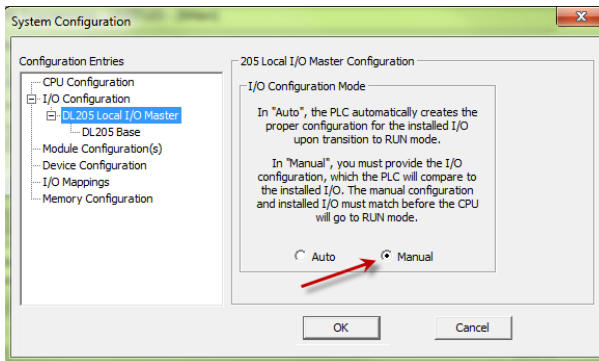 System Configuration
Configuration Entries
CPU Configuration
I/O Configuration
DL205 Local I/O Master
DL205 Base
Module Configuration(s)
Device Configuration
I/O Mappings
Memory Configuration
205 Local I/O Master Configuration
I/O Configuration Mode
In "Auto", the PLC automatically creates the
proper configuration for the installed I/O
upon transition to RUN mode.
In "Manual", you must provide the I/O
configuration, which the PLC will compare to
the installed I/O. The manual configuration
and installed I/O must match before the CPU
will go to RUN mode.
Auto
Manual
OK
Cancel